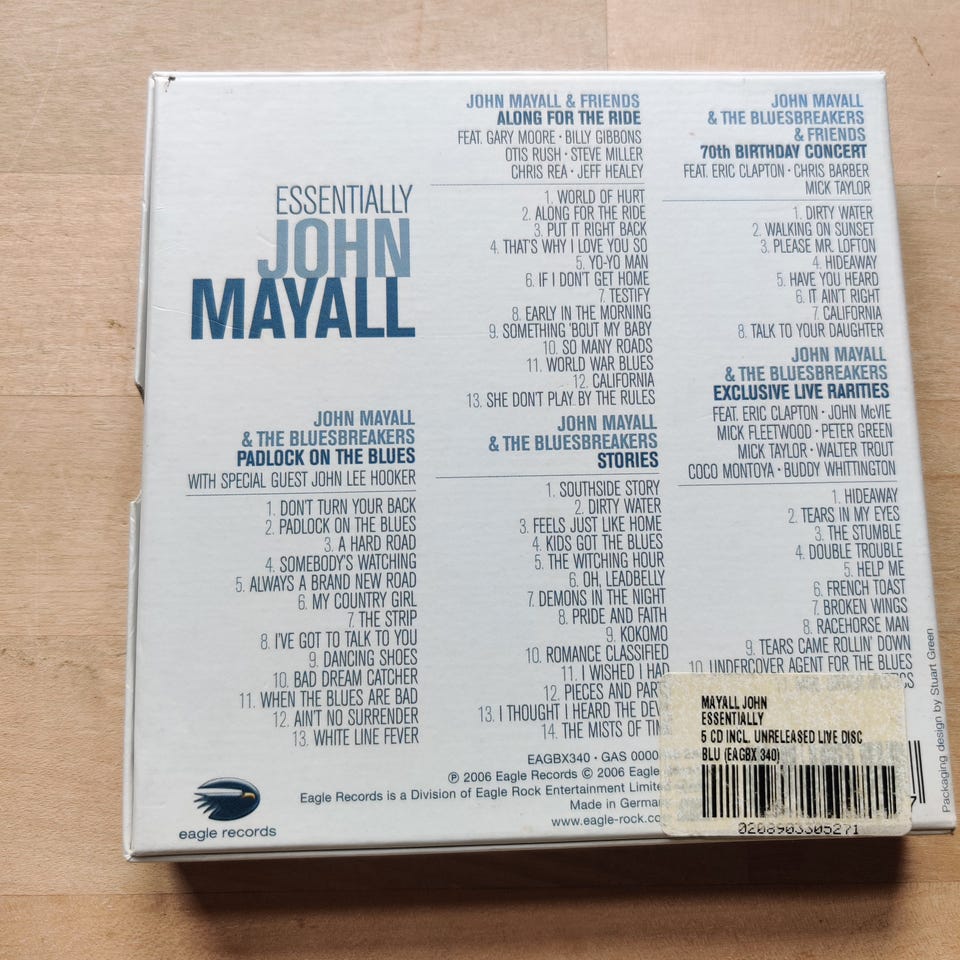 ESSENTIALLY
JOHN
MAYALL
JOHN MAYALL
& THE BLUESBREAKERS
PADLOCK ON THE BLUES
WITH SPECIAL GUEST JOHN LEE HOOKER
1. DON'T TURN YOUR BACK
2. PADLOCK ON THE BLUES
3. A HARD ROAD
4. SOMEBODY'S WATCHING
5. ALWAYS A BRAND NEW ROAD
6. MY COUNTRY GIRL
7. THE STRIP
8. I'VE GOT TO TALK TO YOU
9. DANCING SHOES
10. BAD DREAM CATCHER
11. WHEN THE BLUES ARE BAD
12. AIN'T NO SURRENDER
13. WHITE LINE FEVER
JOHN MAYALL & FRIENDS
ALONG FOR THE RIDE
FEAT. GARY MOORE · BILLY GIBBONS
OTIS RUSH · STEVE MILLER
CHRIS REA · JEFF HEALEY
1. WORLD OF HURT
2. ALONG FOR THE RIDE
3. PUT IT RIGHT BACK
4. THAT'S WHY I LOVE YOU SO
5. YO-YO MAN
6. IF I DON'T GET HOME
7. TESTIFY
8. EARLY IN THE MORNING
9. SOMETHING 'BOUT MY BABY
10. SO MANY ROADS
11. WORLD WAR BLUES
12. CALIFORNIA
13. SHE DON'T PLAY BY THE RULES
JOHN MAYALL
& THE BLUESBREAKERS
STORIES
1. SOUTHSIDE STORY
2. DIRTY WATER
3. FEELS JUST LIKE HOME
4. KIDS GOT THE BLUES
5. THE WITCHING HOUR
6. OH, LEADBELLY
7. DEMONS IN THE NIGHT
8. PRIDE AND FAITH
9. KOKOMO
10. ROMANCE CLASSIFIED
11. I WISHED I HAD
12. PIECES AND PAR
13. I THOUGHT I HEARD THE DEV
14. THE MISTS OF TIM
JOHN MAYALL
& THE BLUESBREAKERS
& FRIENDS
70th BIRTHDAY CONCERT
FEAT. ERIC CLAPTON · CHRIS BARBER
MICK TAYLOR
1. DIRTY WATER
2. WALKING ON SUNSET
3. PLEASE MR. LOFTON
4. HIDEAWAY
5. HAVE YOU HEARD
6. IT AIN'T RIGHT
7. CALIFORNIA
8. TALK TO YOUR DAUGHTER
JOHN MAYALL
& THE BLUESBREAKERS
EXCLUSIVE LIVE RARITIES
FEAT. ERIC CLAPTON · JOHN McVIE
MICK FLEETWOOD · PETER GREEN
MICK TAYLOR · WALTER TROUT
COCO MONTOYA · BUDDY WHITTINGTON
1. HIDEAWAY
2. TEARS IN MY EYES
3. THE STUMBLE
4. DOUBLE TROUBLE
5. HELP ME
6. FRENCH TOAST
7. BROKEN WINGS
8. RACEHORSE MAN
9. TEARS CAME ROLLIN' DOWN
10. UNDERCOVER AGENT FOR THE BLUES
MAYALL JOHN
ESSENTIALLY
5 CD INCL. UNRELEASED LIVE DISC
BLU (EAGBX 340)
0208903305271
7
EAGBX340 · GAS 0000
℗ 2006 Eagle Records © 2006 Eagle
Eagle Records is a Division of Eagle Rock Entertainment Limite
Made in German
www.eagle-rock.co
eagle records
Packaging design by Stuart Green